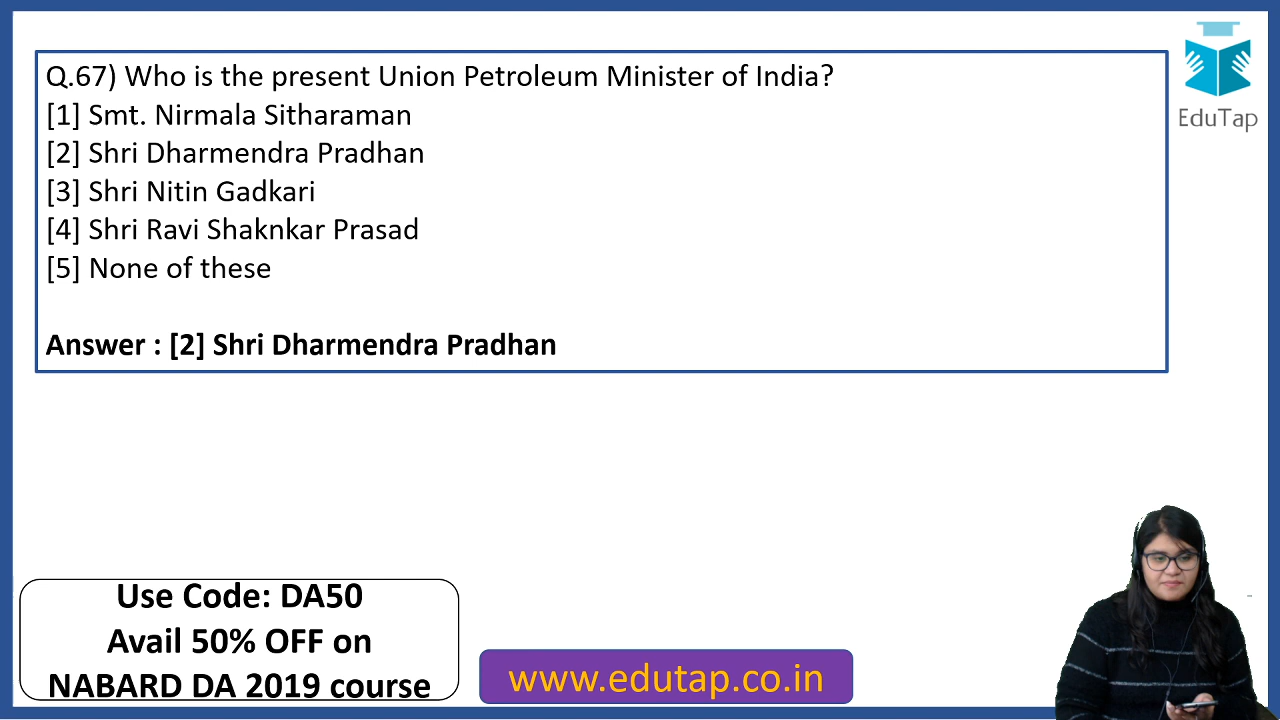 Q.67) Who is the present Union Petroleum Minister of India?
[1] Smt. Nirmala Sitharaman
[2] Shri Dharmendra Pradhan
[3] Shri Nitin Gadkari
[4] Shri Ravi Shaknkar Prasad
[5] None of these
Answer : [2] Shri Dharmendra Pradhan
EduTap
Use Code: DA50
Avail 50% OFF on
NABARD DA 2019 course
www.edutap.co.in